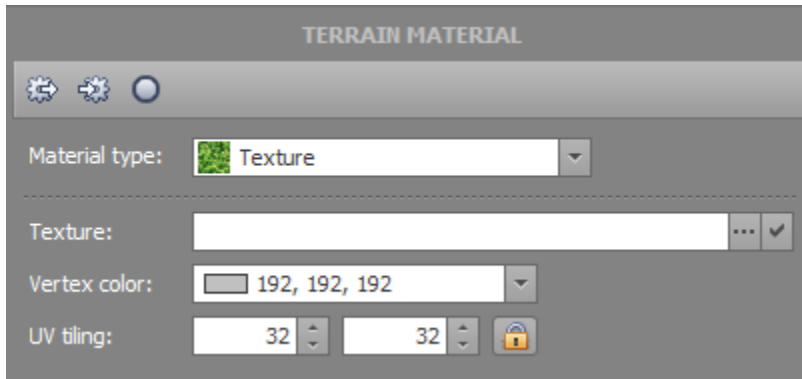 TERRAIN MATERIAL
Material type: Texture
Texture:
Vertex color: 192, 192, 192
UV tiling: 32 32